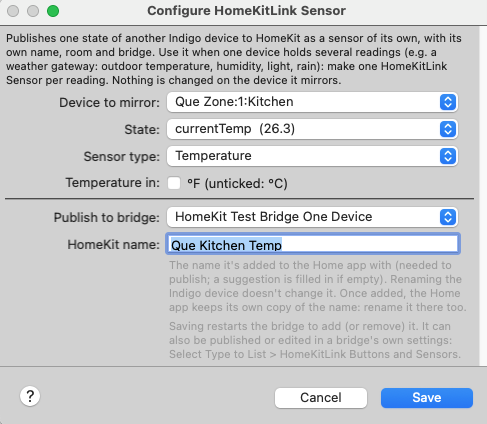 Configure HomeKitLink Sensor
Publishes one state of another Indigo device to HomeKit as a sensor of its own, with its
own name, room and bridge. Use it when one device holds several readings (e.g. a
weather gateway: outdoor temperature, humidity, light, rain): make one HomeKitLink
Sensor per reading. Nothing is changed on the device it mirrors.
Device to mirror: Que Zone:1:Kitchen
State: currentTemp (26.3)
Sensor type: Temperature
Temperature in: °F (unticked: °C)
Publish to bridge: HomeKit Test Bridge One Device
HomeKit name: Que Kitchen Temp
The name it's added to the Home app with (needed to
publish; a suggestion is filled in if empty). Renaming the
Indigo device doesn't change it. Once added, the Home
app keeps its own copy of the name: rename it there too.
Saving restarts the bridge to add (or remove) it. It can
also be published or edited in a bridge's own settings:
Select Type to List > HomeKitLink Buttons and Sensors.
? Cancel Save